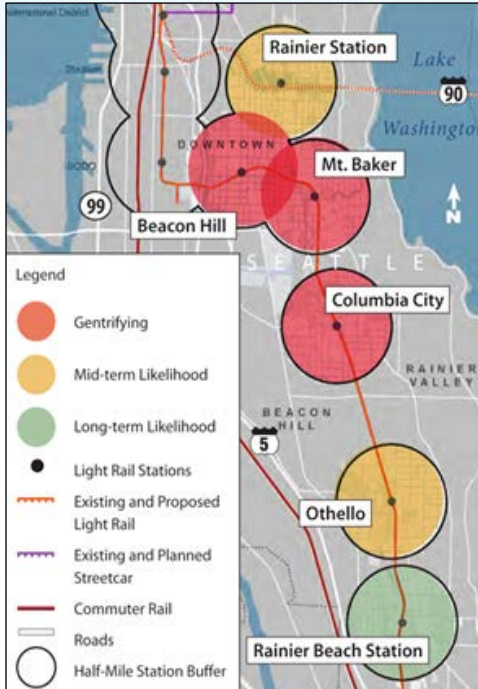 International District
Rainier Station
Lake
90
Washington
Stadium
DOWNTOWN
Mt. Baker
SODO
99
Beacon Hill
N
SEATTLE
Legend
Gentrifying
Columbia City
Mid-term Likelihood
RAINIER
VALLEY
Long-term Likelihood
BEACON
HILL
5
Light Rail Stations
Existing and Proposed
Light Rail
Othello
Existing and Planned
Streetcar
Commuter Rail
Roads
Rainier Beach Station
Half-Mile Station Buffer